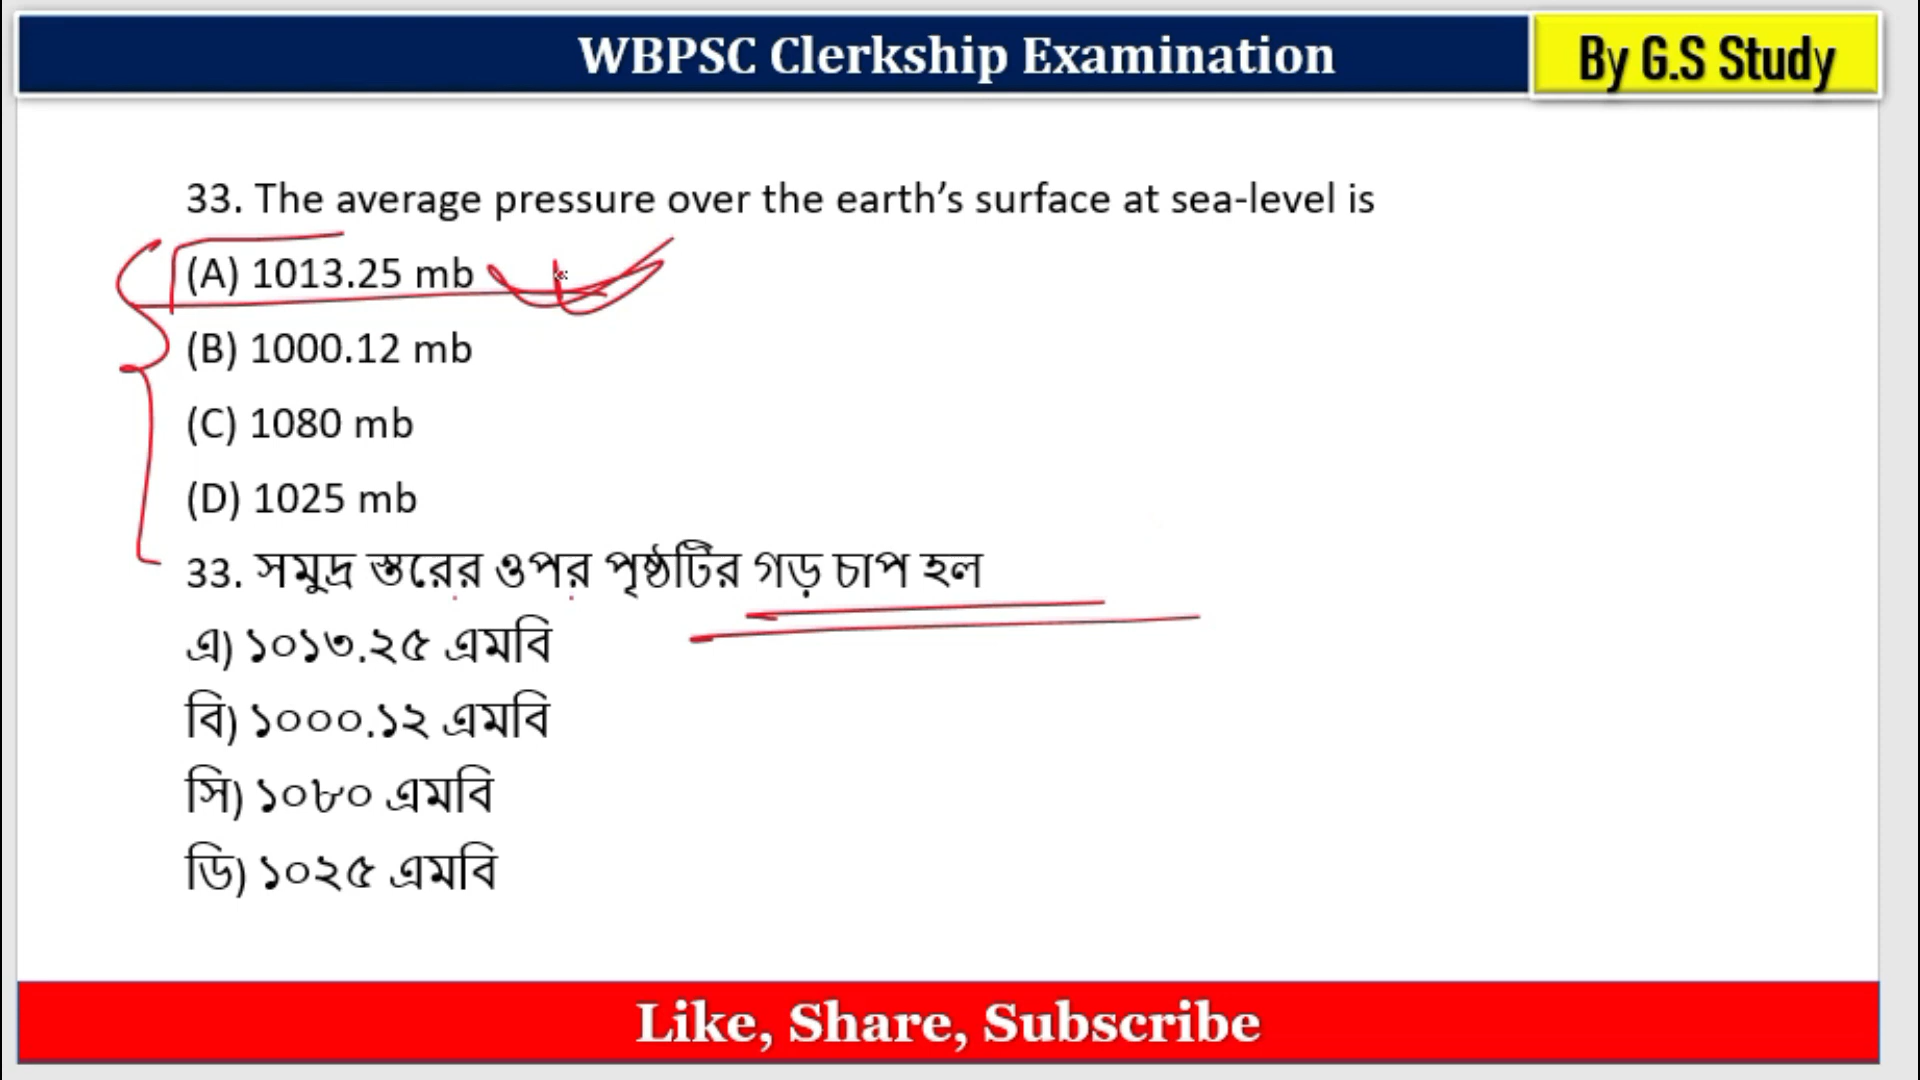 WBPSC Clerkship Examination
By G.S Study
33. The average pressure over the earth’s surface at sea-level is
(A) 1013.25 mb
(B) 1000.12 mb
(C) 1080 mb
(D) 1025 mb
33. সমুদ্র স্তরের ওপর পৃষ্ঠটির গড় চাপ হল
এ) ১০১৩.২৫ এমবি
বি) ১০০০.১২ এমবি
সি) ১০৮০ এমবি
ডি) ১০২৫ এমবি
Like, Share, Subscribe